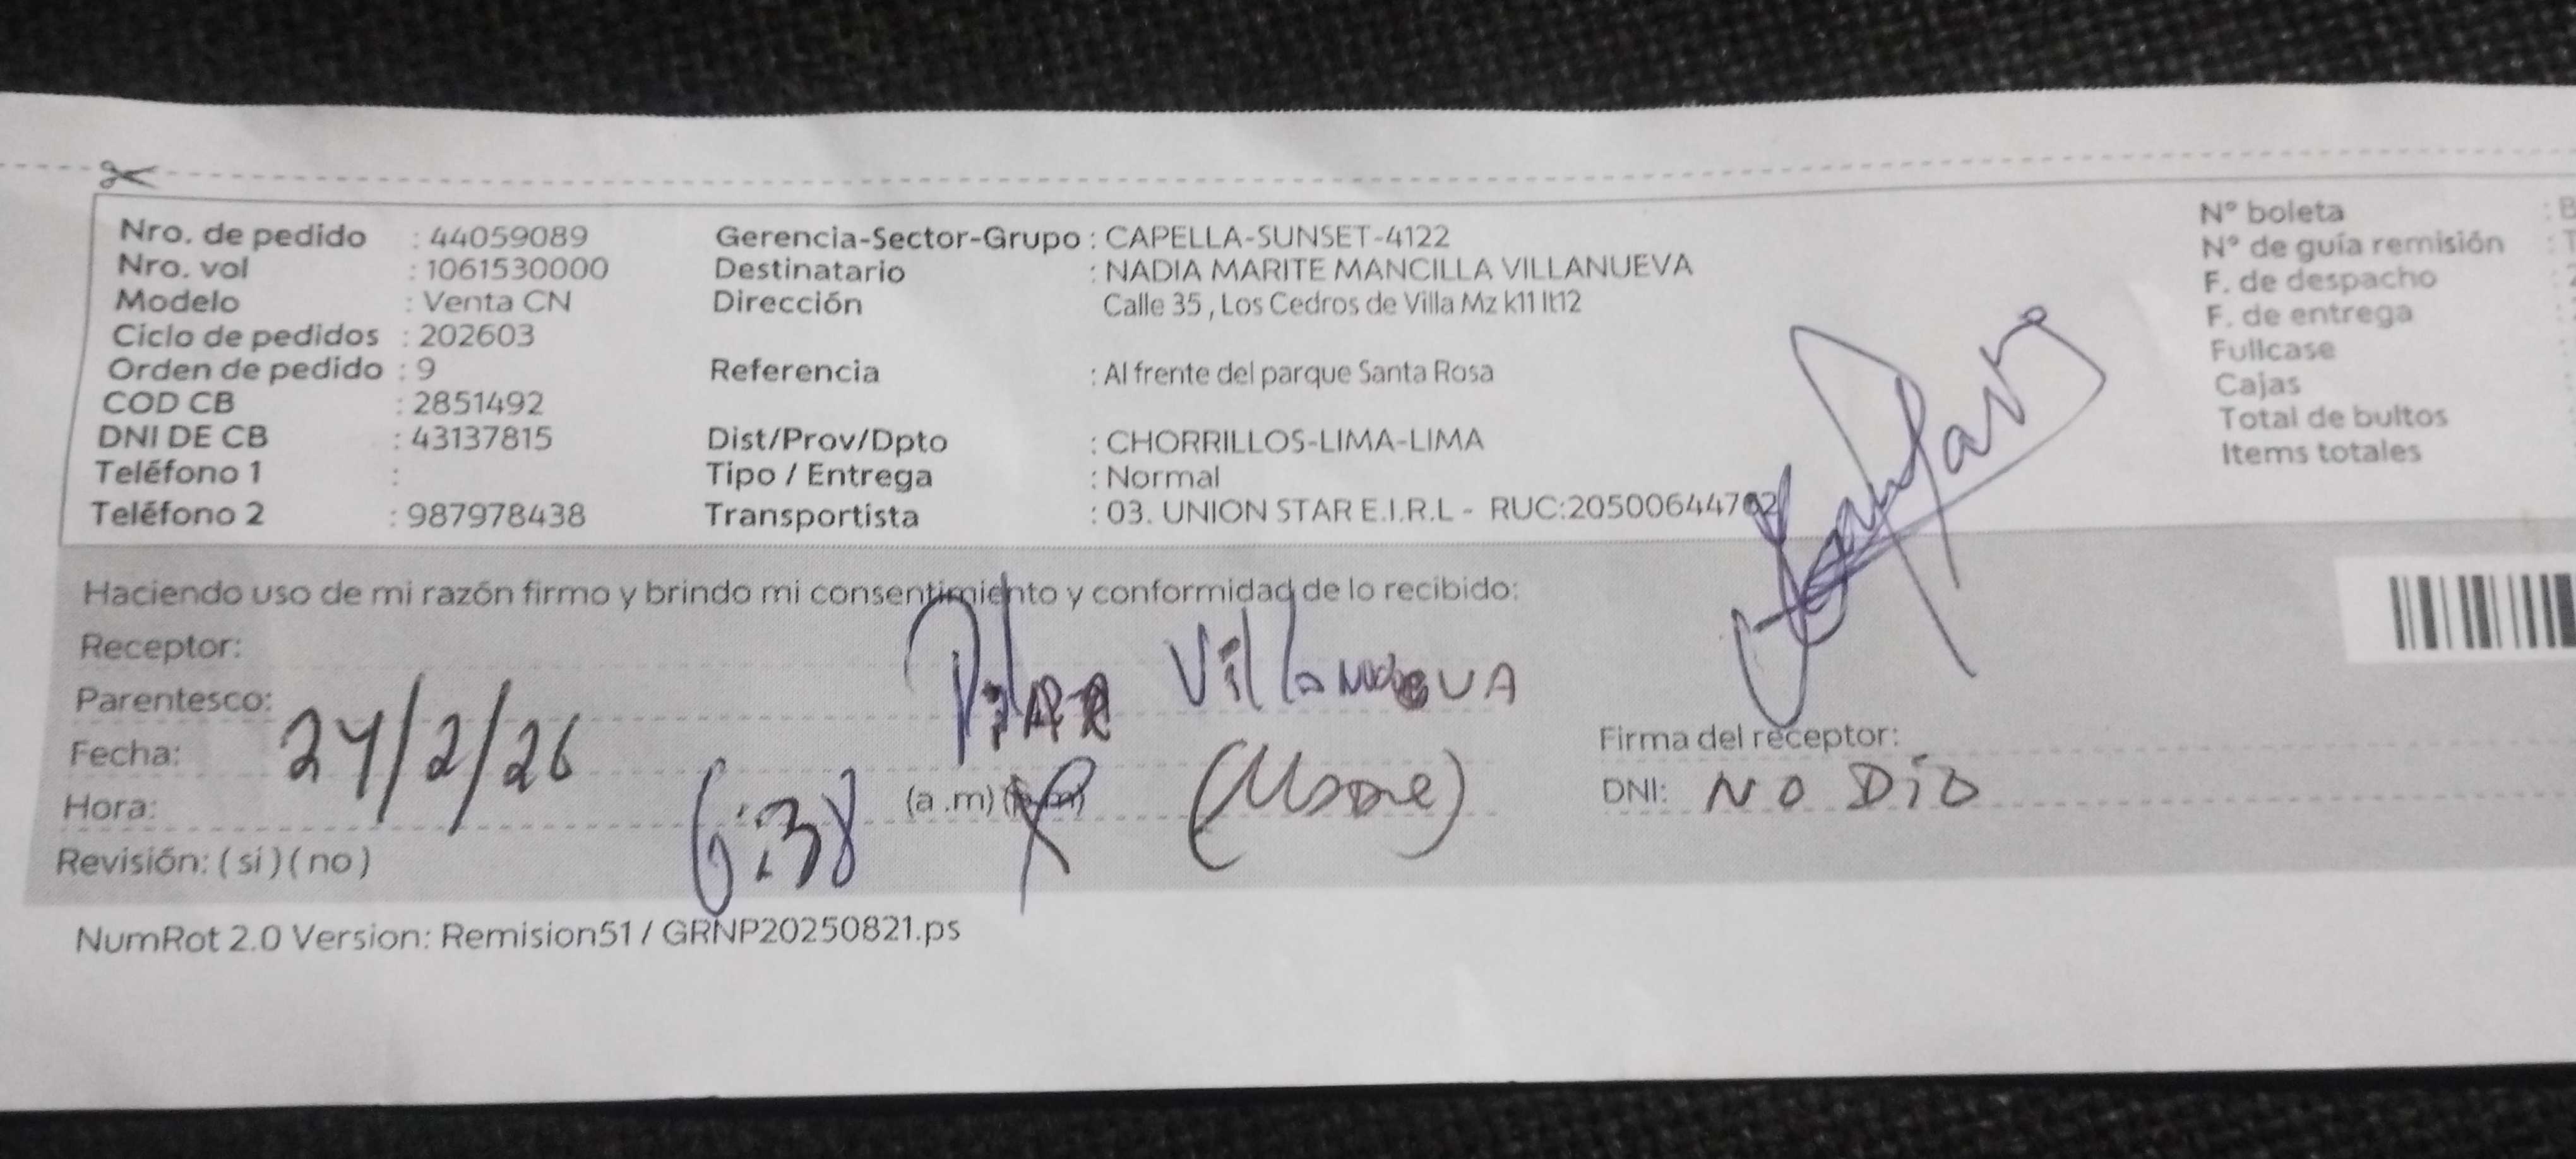 Nro. de pedido : 44059089 Gerencia-Sector-Grupo : CAPELLA-SUNSET-4122 N° boleta : B
Nro. vol : 1061530000 Destinatario : NADIA MARITE MANCILLA VILLANUEVA N° de guía remisión : T
Modelo : Venta CN Dirección Calle 35 , Los Cedros de Villa Mz k11 lt12 F. de despacho : 2
Ciclo de pedidos : 202603 F. de entrega :
Orden de pedido : 9 Referencia : Al frente del parque Santa Rosa Fullcase
COD CB : 2851492 Cajas
DNI DE CB : 43137815 Dist/Prov/Dpto : CHORRILLOS-LIMA-LIMA Total de bultos
Teléfono 1 : Tipo / Entrega : Normal Items totales
Teléfono 2 : 987978438 Transportista : 03. UNION STAR E.I.R.L - RUC:20500644702
Haciendo uso de mi razón firmo y brindo mi consentimiento y conformidad de lo recibido:
Receptor: Pilar Villanueva
Parentesco:
Fecha: 24/2/26 Firma del receptor:
Hora: 6:38 (a .m) (p.m) DNI: NO DiO
Revisión: ( si ) ( no )
NumRot 2.0 Version: Remision51 / GRNP20250821.ps